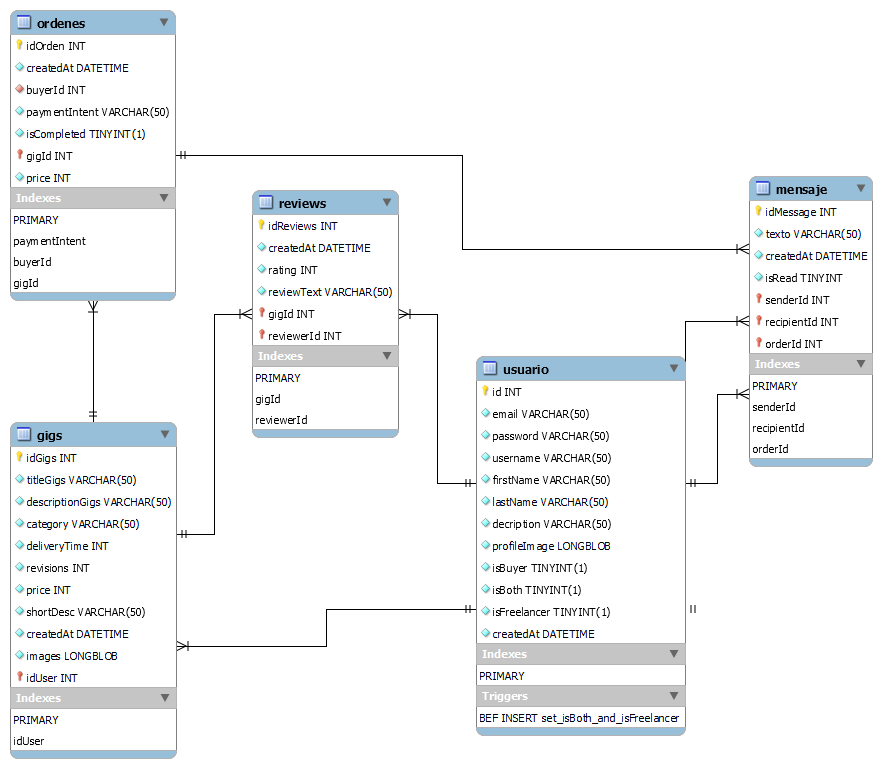 ordenes
idOrden INT
createdAt DATETIME
buyerId INT
paymentIntent VARCHAR(50)
isCompleted TINYINT(1)
gigId INT
price INT
Indexes
PRIMARY
paymentIntent
buyerId
gigId
reviews
idReviews INT
createdAt DATETIME
rating INT
reviewText VARCHAR(50)
gigId INT
reviewerId INT
Indexes
PRIMARY
gigId
reviewerId
mensaje
idMessage INT
texto VARCHAR(50)
createdAt DATETIME
isRead TINYINT
senderId INT
recipientId INT
orderId INT
Indexes
PRIMARY
senderId
recipientId
orderId
usuario
id INT
email VARCHAR(50)
password VARCHAR(50)
username VARCHAR(50)
firstName VARCHAR(50)
lastName VARCHAR(50)
decription VARCHAR(50)
profileImage LONGBLOB
isBuyer TINYINT(1)
isBoth TINYINT(1)
isFreelancer TINYINT(1)
createdAt DATETIME
Indexes
PRIMARY
Triggers
BEF INSERT set_isBoth_and_isFreelancer
gigs
idGigs INT
titleGigs VARCHAR(50)
descriptionGigs VARCHAR(50)
category VARCHAR(50)
deliveryTime INT
revisions INT
price INT
shortDesc VARCHAR(50)
createdAt DATETIME
images LONGBLOB
idUser INT
Indexes
PRIMARY
idUser